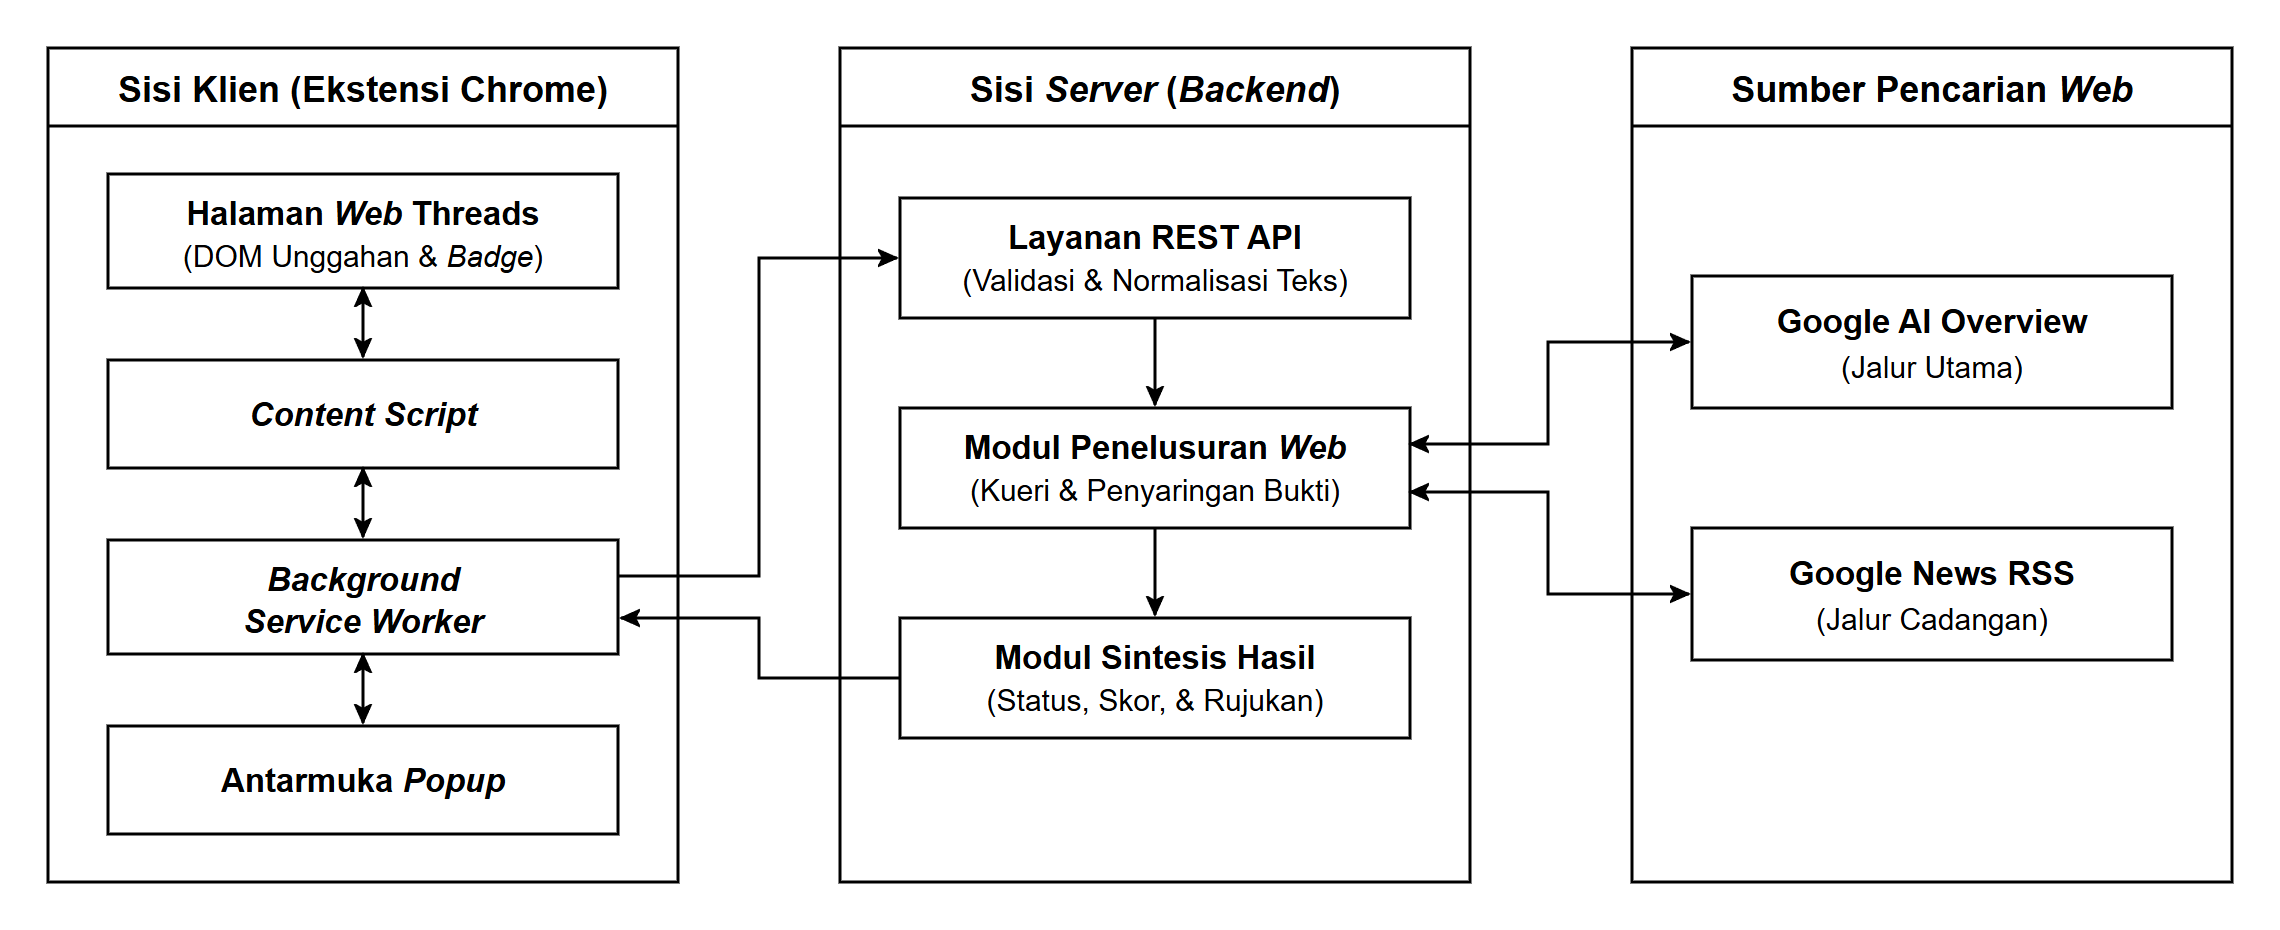 Sisi Klien (Ekstensi Chrome)
Halaman Web Threads
(DOM Unggahan & Badge)
Content Script
Background
Service Worker
Antarmuka Popup
Sisi Server (Backend)
Layanan REST API
(Validasi & Normalisasi Teks)
Modul Penelusuran Web
(Kueri & Penyaringan Bukti)
Modul Sintesis Hasil
(Status, Skor, & Rujukan)
Sumber Pencarian Web
Google AI Overview
(Jalur Utama)
Google News RSS
(Jalur Cadangan)